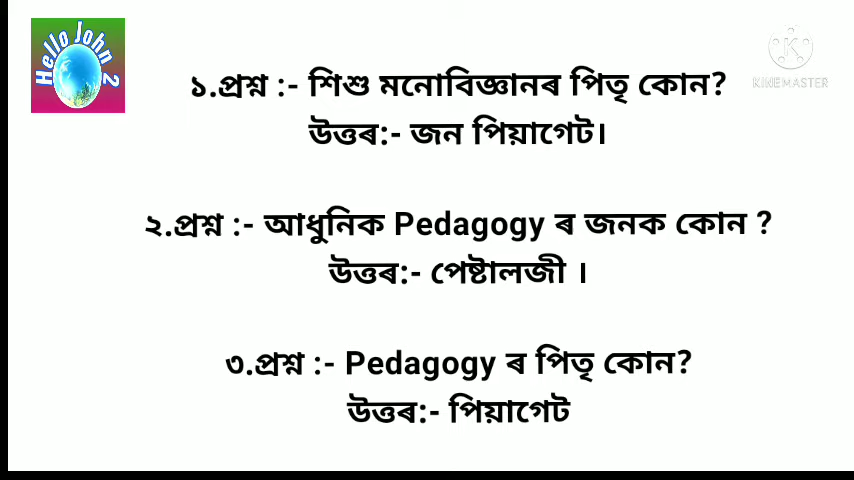 Hello John 2
KINEMASTER
১.প্ৰশ্ন :- শিশু মনোবিজ্ঞানৰ পিতৃ কোন?
উত্তৰ:- জন পিয়াগেট।
২.প্ৰশ্ন :- আধুনিক Pedagogy ৰ জনক কোন ?
উত্তৰ:- পেষ্টালজী ।
৩.প্ৰশ্ন :- Pedagogy ৰ পিতৃ কোন?
উত্তৰ:- পিয়াগেট